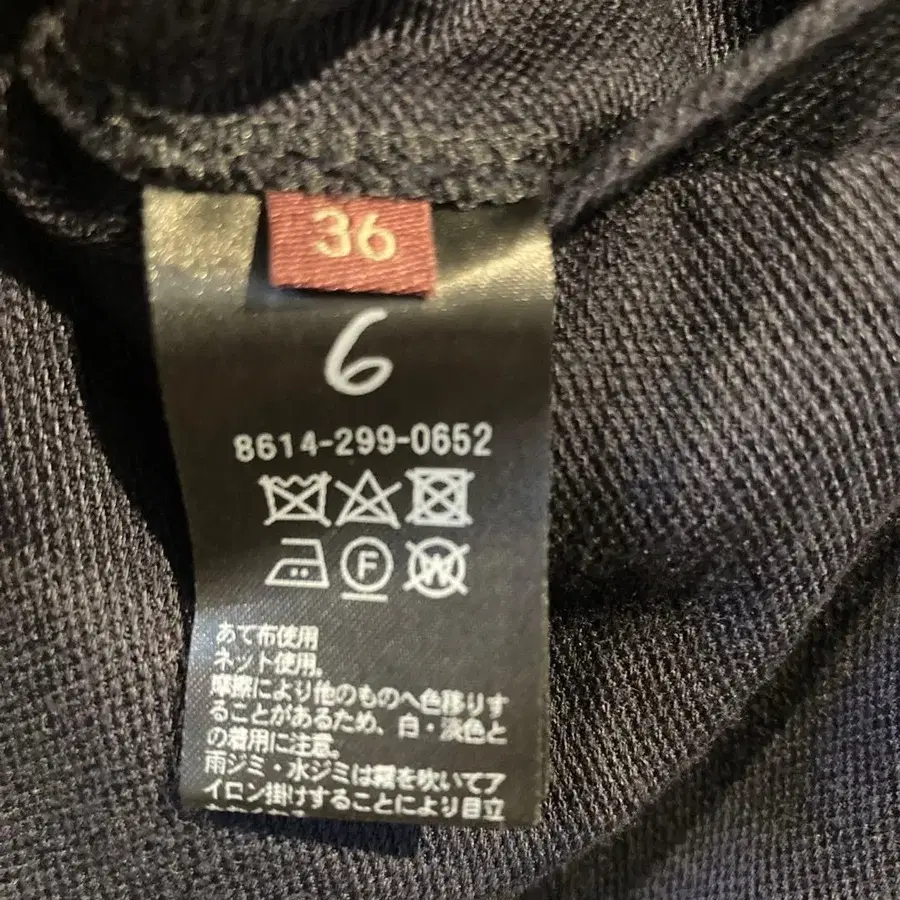 36
6
8614-299-0652
F
W
あて布使用
ネット使用。
摩擦により他のものへ色移りす
ることがあるため、白・淡色と
の着用に注意。
雨ジミ・水ジミは霧を吹いてア
イロン掛けすることにより目立